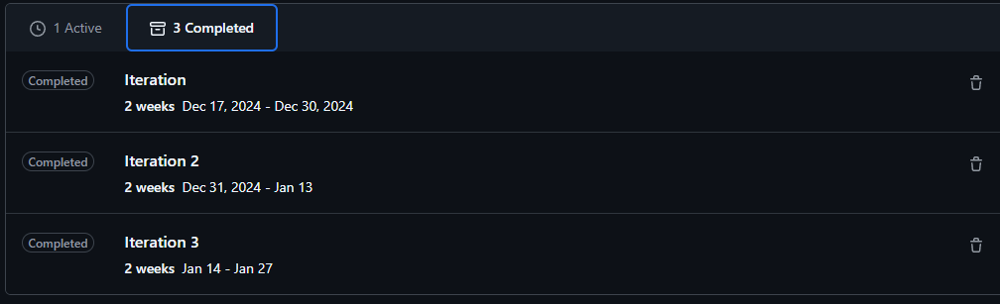 1 Active 3 Completed
Completed Iteration
2 weeks Dec 17, 2024 - Dec 30, 2024
Completed Iteration 2
2 weeks Dec 31, 2024 - Jan 13
Completed Iteration 3
2 weeks Jan 14 - Jan 27